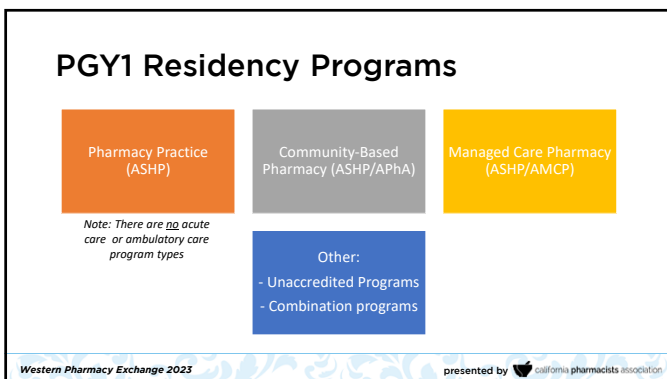 PGY1 Residency Programs
Pharmacy Practice
(ASHP)
Community-Based
Pharmacy (ASHP/APhA)
Managed Care Pharmacy
(ASHP/AMCP)
Note: There are no acute
care or ambulatory care
program types
Other:
- Unaccredited Programs
- Combination programs
Western Pharmacy Exchange 2023
presented by california pharmacists association